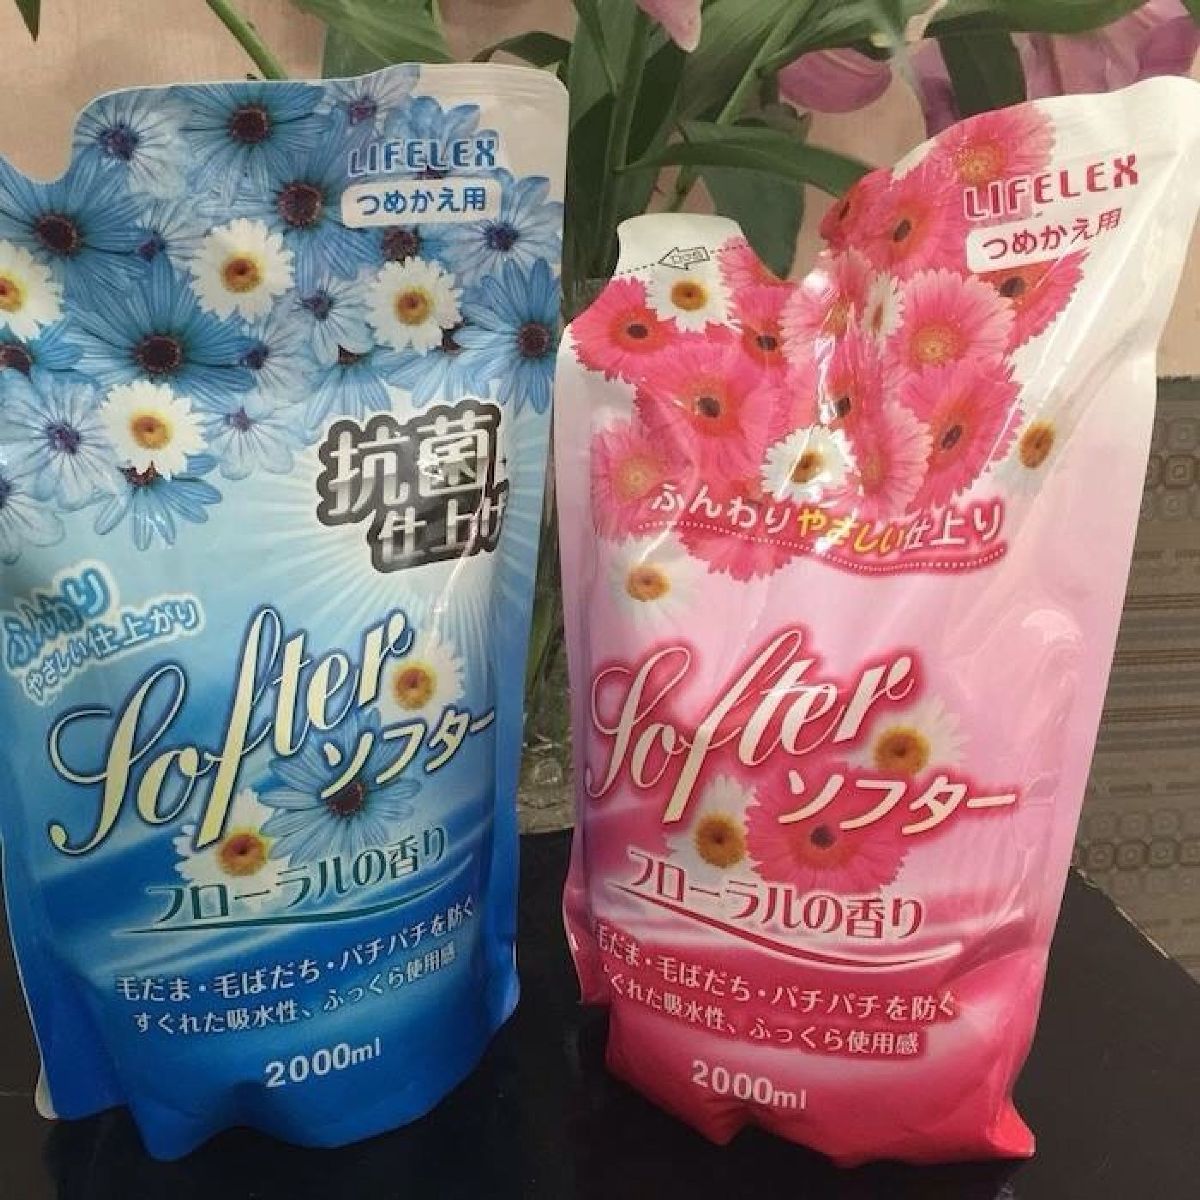 LIFELEX
つめかえ用
抗菌
仕上げ
ふんわり
やさしい仕上がり
Softer
ソフター
フローラルの香り
毛だま・毛ばだち・パチパチを防ぐ
すぐれた吸水性、ふっくら使用感
2000ml
LIFELEX
つめかえ用
ふんわりやさしい仕上り
Softer
ソフター
フローラルの香り
毛だま・毛ばだち・パチパチを防ぐ
すぐれた吸水性、ふっくら使用感
2000ml